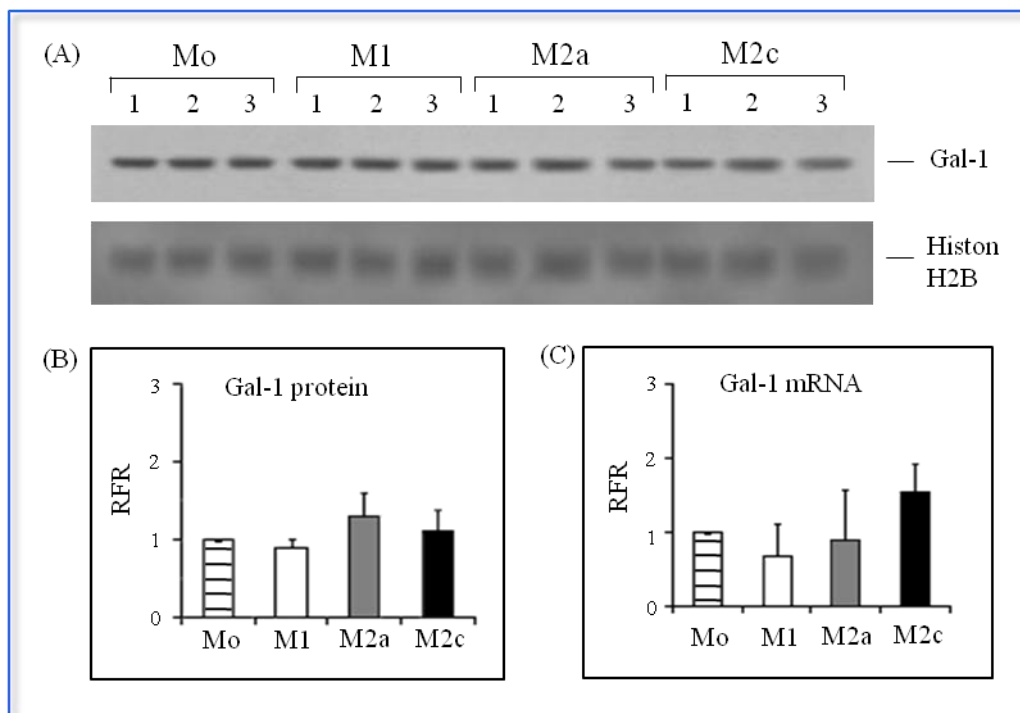 (A)
Mo M1 M2a M2c
1 2 3 1 2 3 1 2 3 1 2 3
Gal-1
Histon
H2B
(B)
Gal-1 protein
RFR
3
2
1
0
Mo M1 M2a M2c
(C)
Gal-1 mRNA
RFR
3
2
1
0
Mo M1 M2a M2c